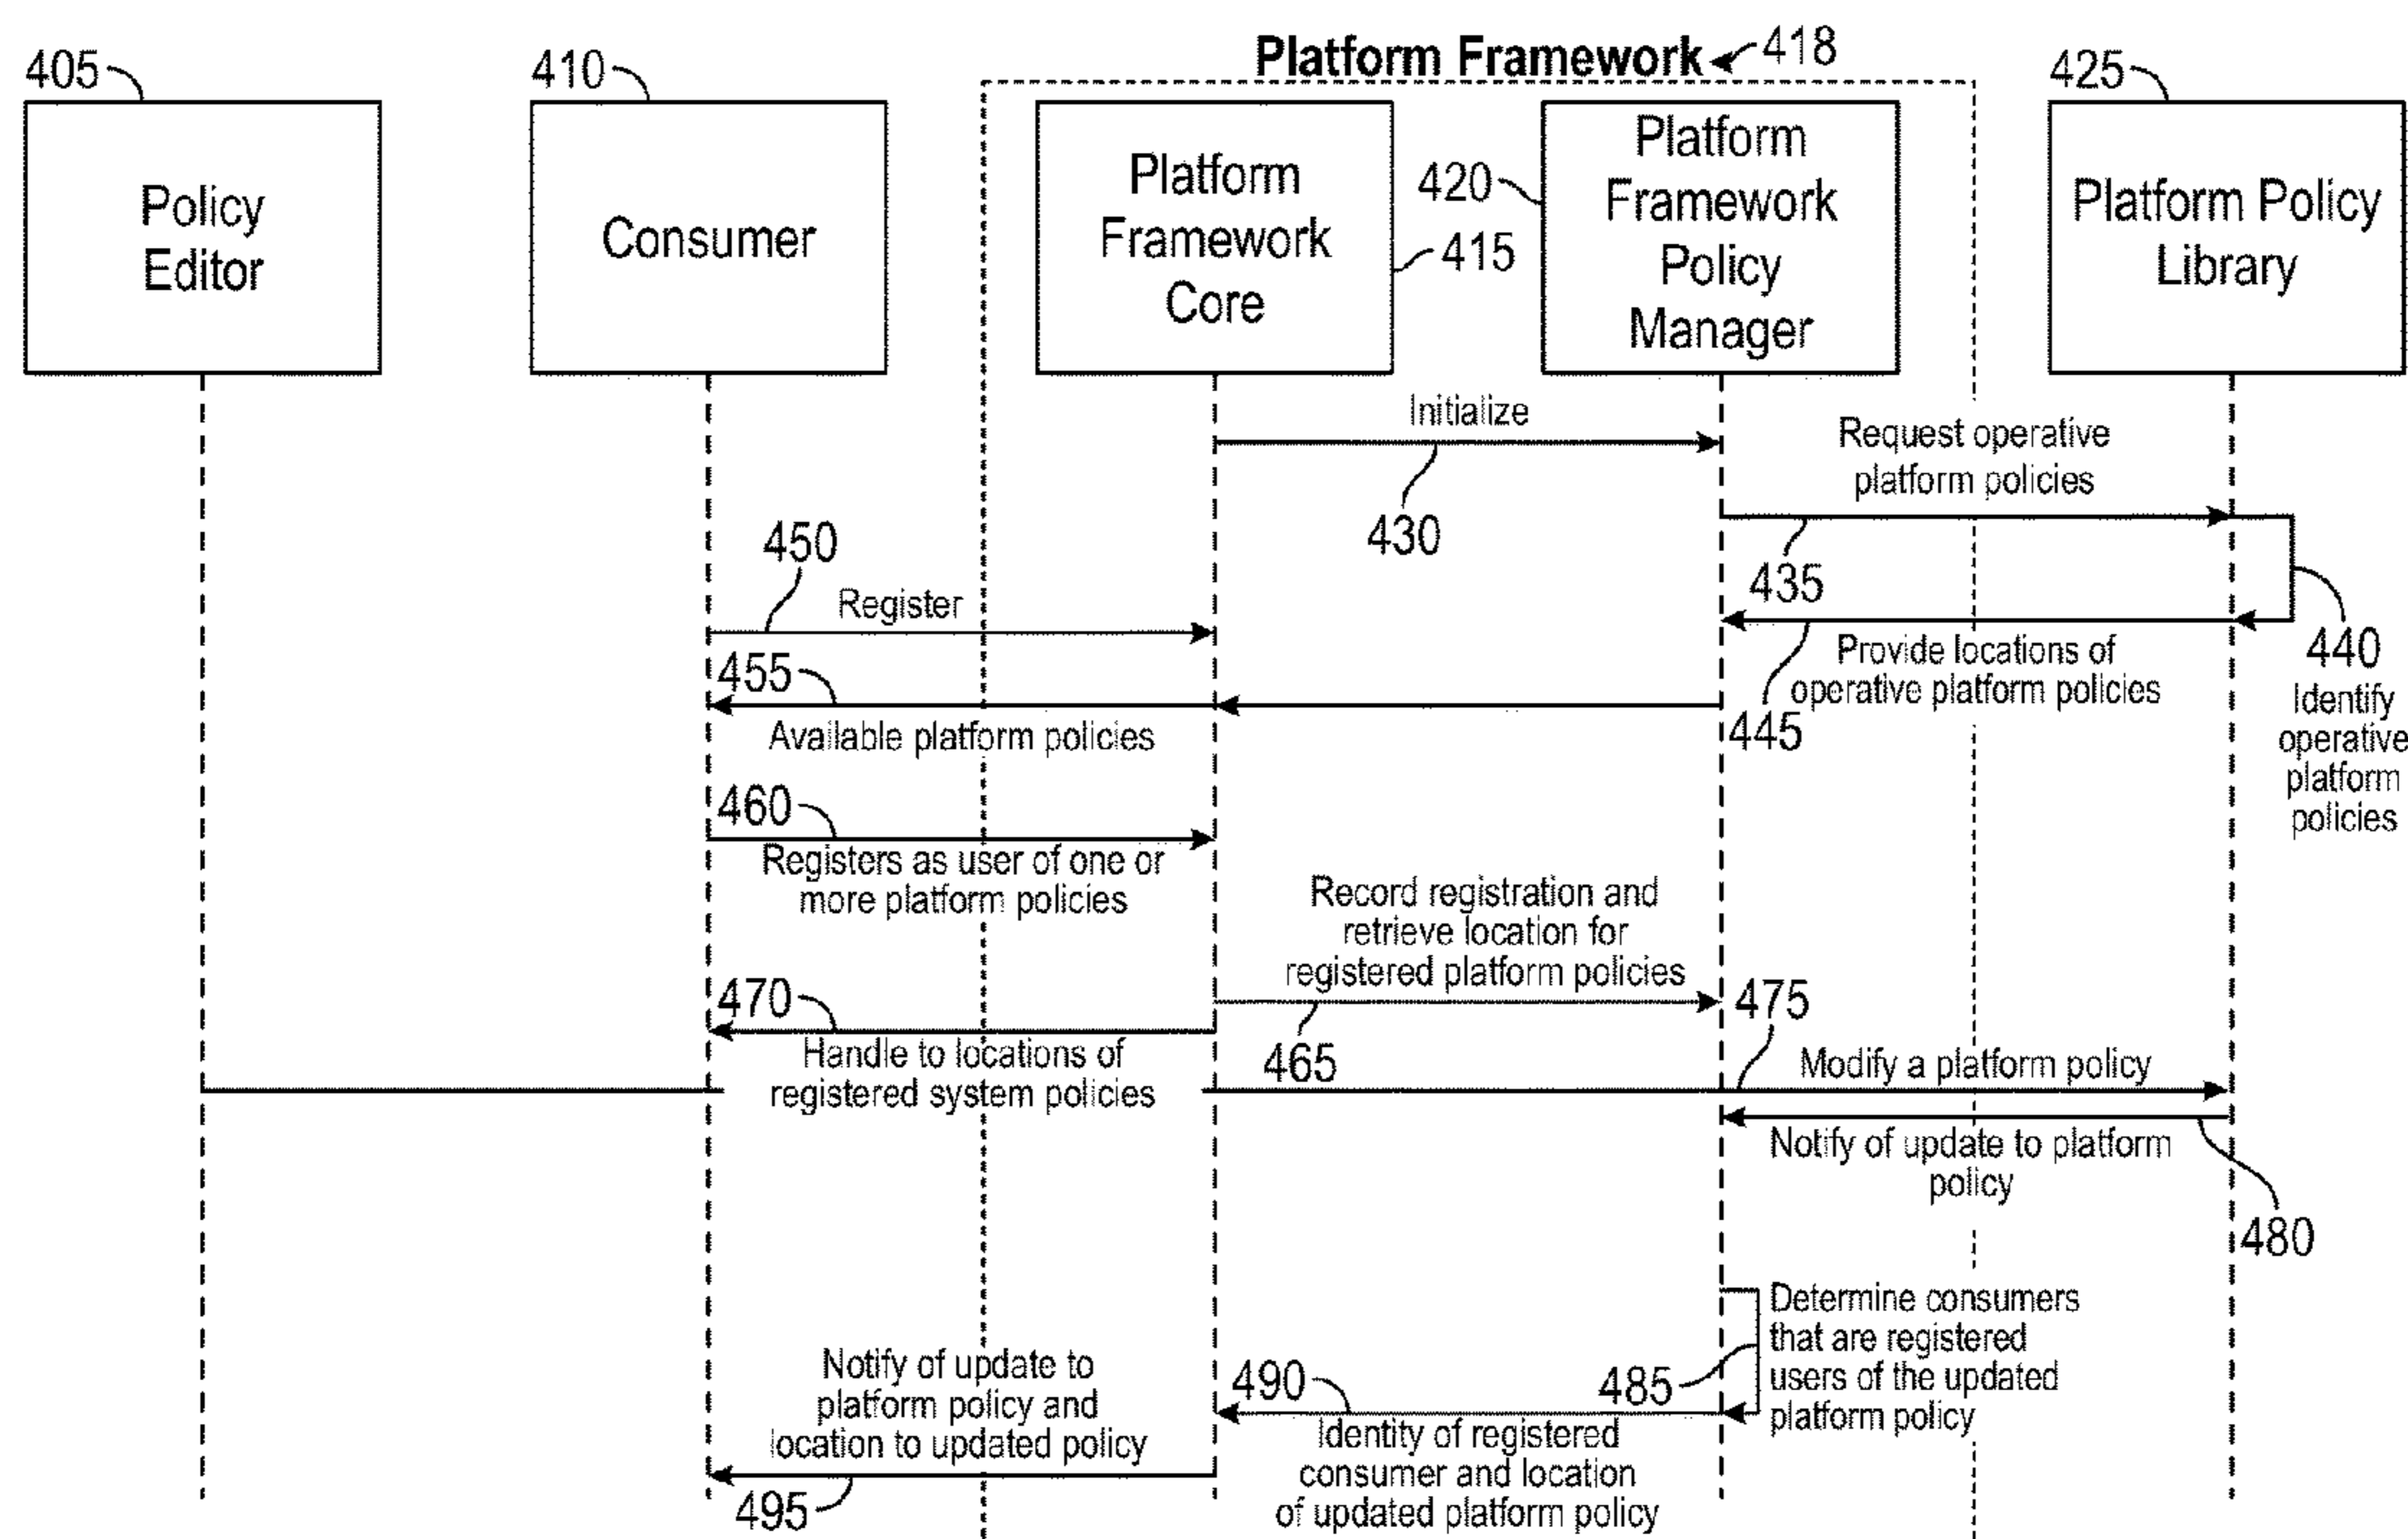 Platform Framework
418
405
410
425
Policy
Editor
Consumer
Platform
Framework
Core
415
420
Platform
Framework
Policy
Manager
Platform Policy
Library
Initialize
430
Request operative
platform policies
435
440
Identify
operative
platform
policies
450
Register
Provide locations of
operative platform policies
445
455
Available platform policies
460
Registers as user of one or
more platform policies
Record registration and
retrieve location for
registered platform policies
465
470
Handle to locations of
registered system policies
475
Modify a platform policy
Notify of update to platform
policy
480
Determine consumers
that are registered
users of the updated
platform policy
485
490
Identity of registered
consumer and location
of updated platform policy
Notify of update to
platform policy and
location to updated policy
495